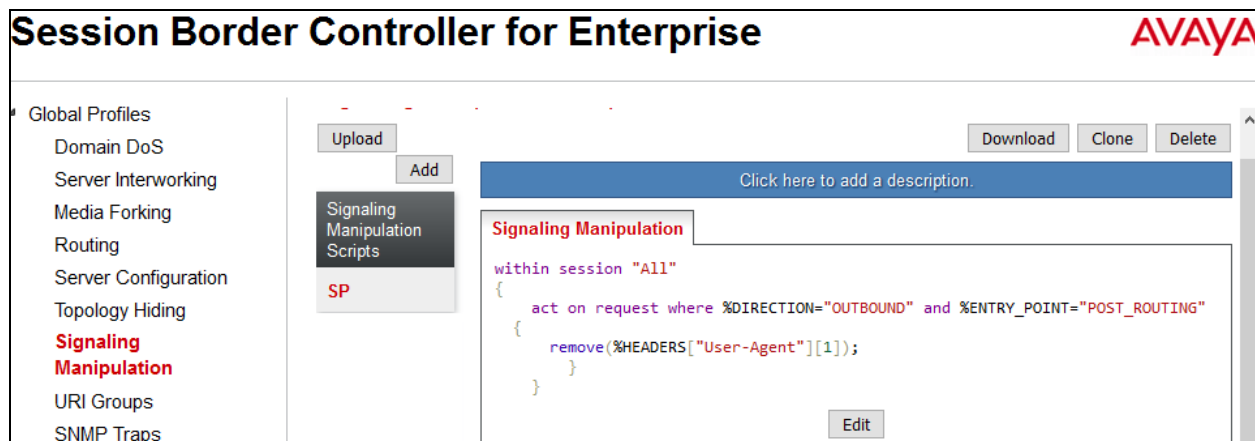 Session Border Controller for Enterprise
AVAYA
Global Profiles
Domain DoS
Server Interworking
Media Forking
Routing
Server Configuration
Topology Hiding
Signaling
Manipulation
URI Groups
SNMP Traps
Upload
Add
Download Clone Delete
Signaling
Manipulation
Scripts
SP
Click here to add a description.
Signaling Manipulation
within session "All"
{
act on request where %DIRECTION="OUTBOUND" and %ENTRY_POINT="POST_ROUTING"
{
remove(%HEADERS["User-Agent"][1]);
}
}
Edit